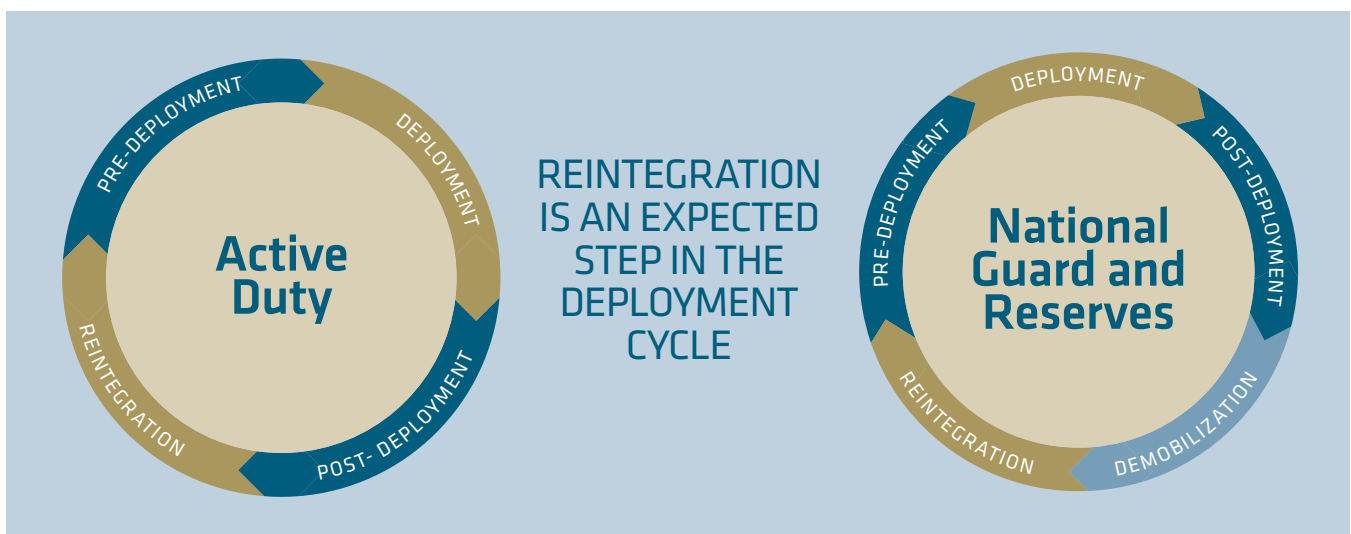 PRE-DEPLOYMENT
DEPLOYMENT
POST- DEPLOYMENT
REINTEGRATION
Active
Duty
REINTEGRATION
IS AN EXPECTED
STEP IN THE
DEPLOYMENT
CYCLE
PRE-DEPLOYMENT
DEPLOYMENT
POST-DEPLOYMENT
DEMOBILIZATION
REINTEGRATION
National
Guard and
Reserves